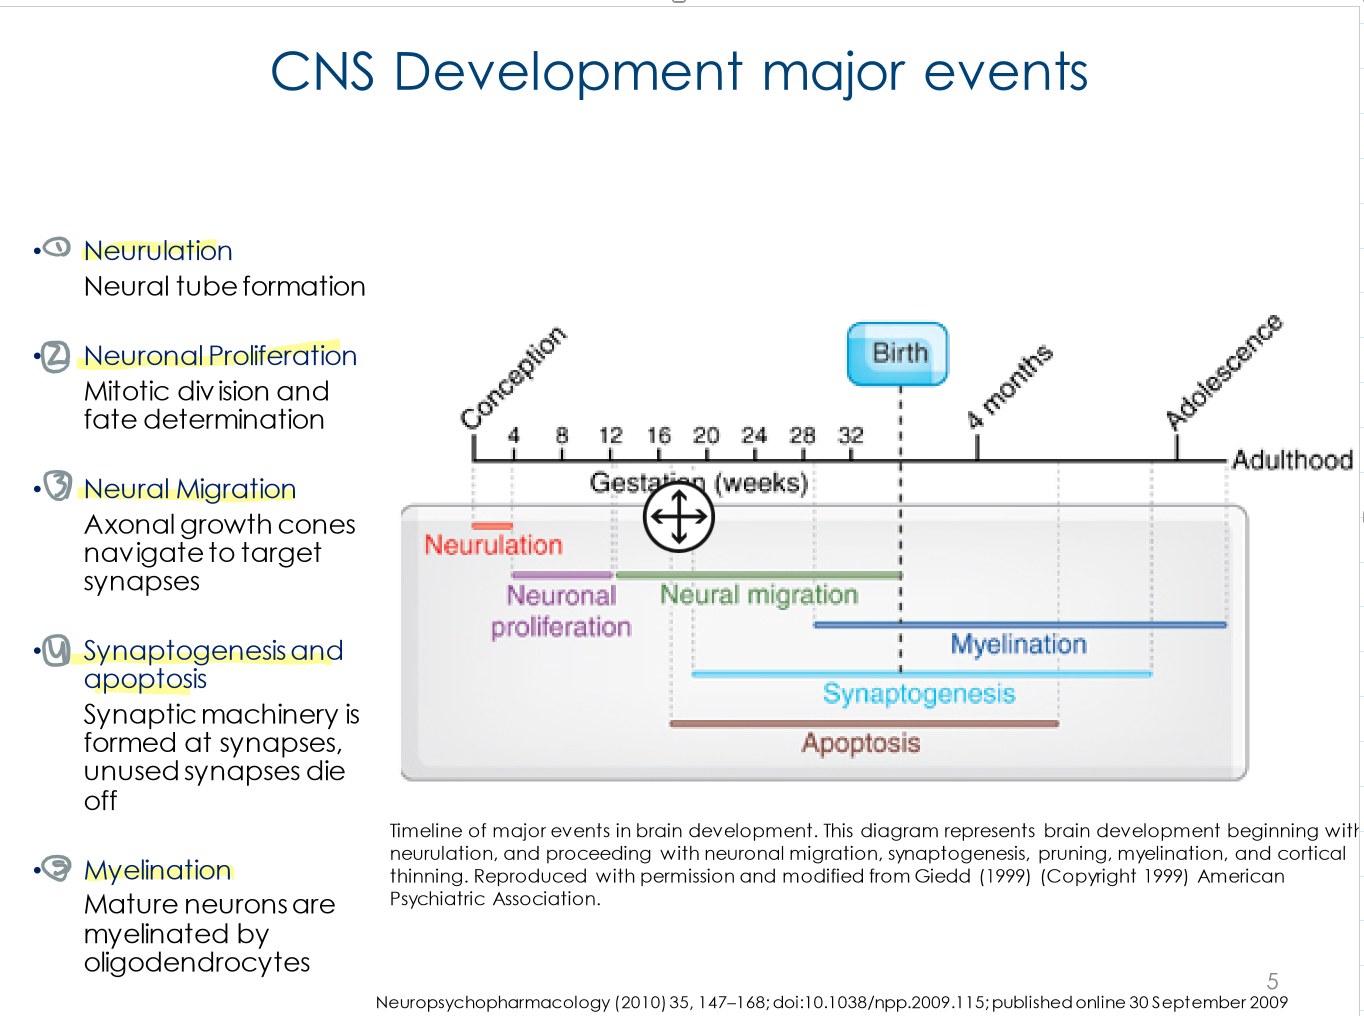 CNS Development major events
• 1 Neurulation
Neural tube formation
• 2 Neuronal Proliferation
Mitotic division and
fate determination
• 3 Neural Migration
Axonal growth cones
navigate to target
synapses
• 4 Synaptogenesis and
apoptosis
Synaptic machinery is
formed at synapses,
unused synapses die
off
• 5 Myelination
Mature neurons are
myelinated by
oligodendrocytes
Conception
Birth
4 months
Adolescence
4 8 12 16 20 24 28 32
Adulthood
Gestation (weeks)
Neurulation
Neuronal
proliferation
Neural migration
Myelination
Synaptogenesis
Apoptosis
Timeline of major events in brain development. This diagram represents brain development beginning with
neurulation, and proceeding with neuronal migration, synaptogenesis, pruning, myelination, and cortical
thinning. Reproduced with permission and modified from Giedd (1999) (Copyright 1999) American
Psychiatric Association.
5
Neuropsychopharmacology (2010) 35, 147–168; doi:10.1038/npp.2009.115; published online 30 September 2009